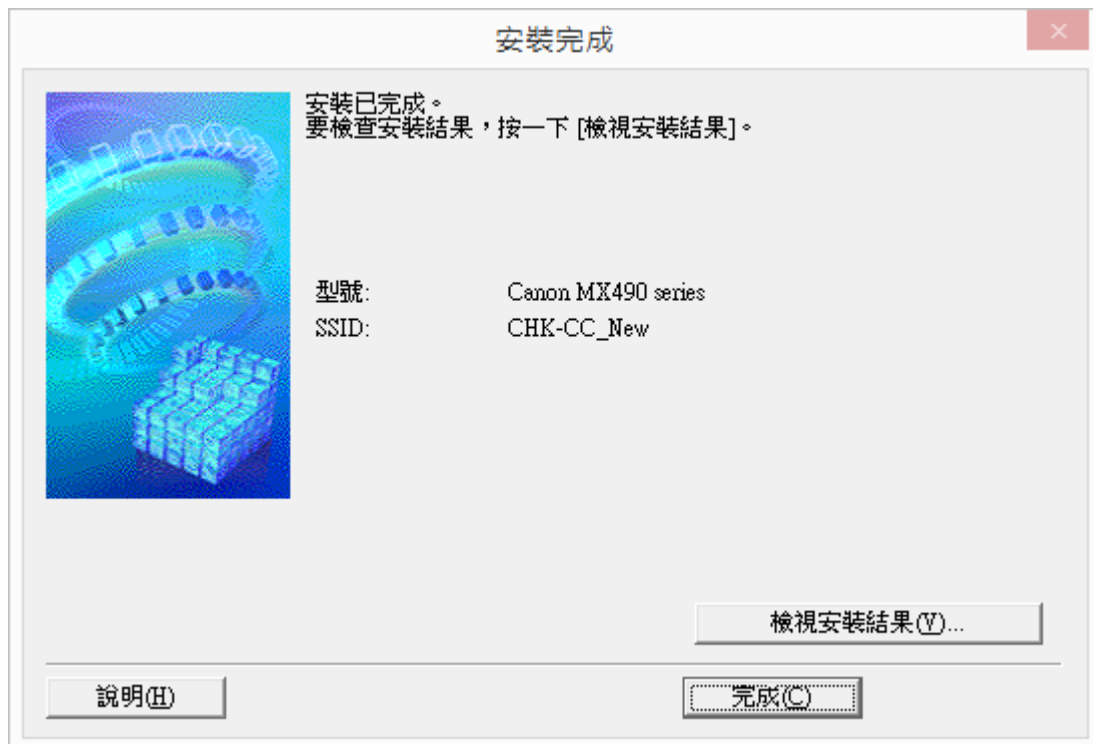 安裝完成
安裝已完成。
要檢查安裝結果，按一下 [檢視安裝結果]。
型號: Canon MX490 series
SSID: CHK-CC_New
檢視安裝結果(V)...
說明(H) 完成(C)